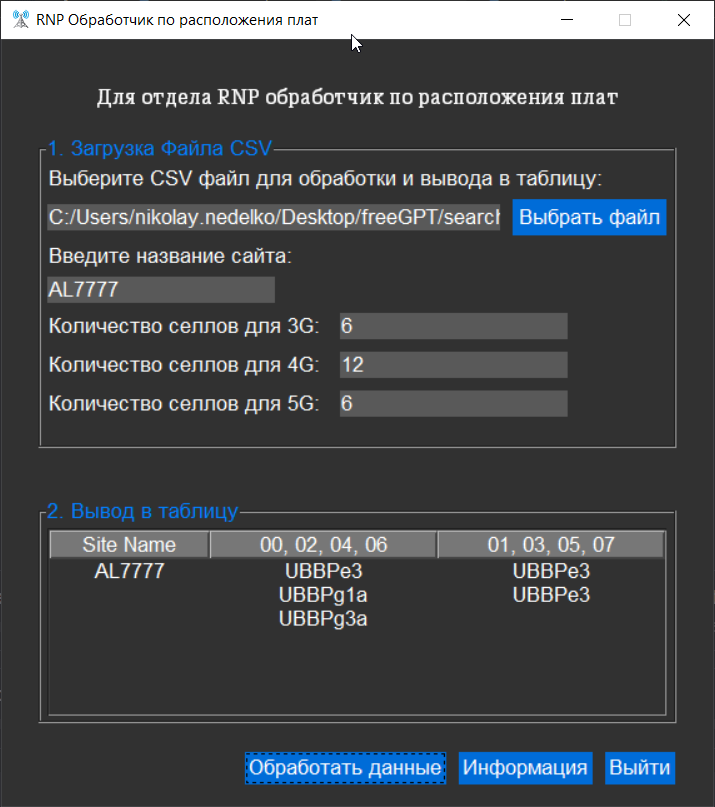 RNP Обработчик по расположения плат
Для отдела RNP обработчик по расположения плат
1. Загрузка Файла CSV
Выберите CSV файл для обработки и вывода в таблицу:
C:/Users/nikolay.nedelko/Desktop/freeGPT/search Выбрать файл
Введите название сайта:
AL7777
Количество селлов для 3G: 6
Количество селлов для 4G: 12
Количество селлов для 5G: 6
2. Вывод в таблицу
Site Name 00, 02, 04, 06 01, 03, 05, 07
AL7777 UBBPe3 UBBPe3
UBBPg1a UBBPe3
UBBPg3a
Обработать данные Информация Выйти